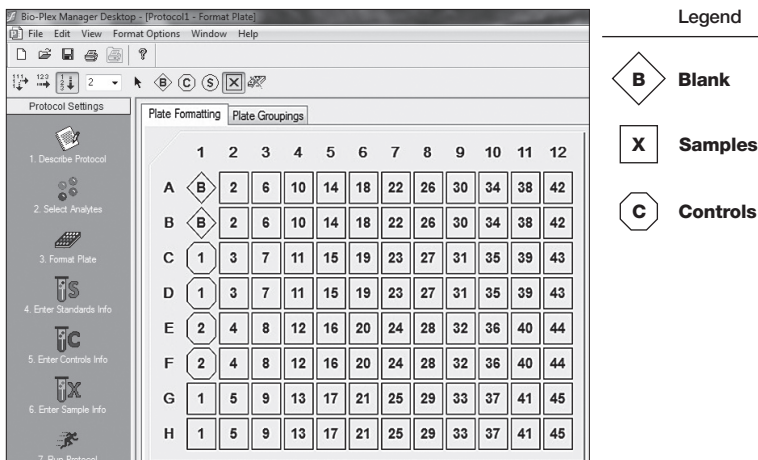 Bio-Plex Manager Desktop - [Protocol1 - Format Plate]
File Edit View Format Options Window Help
2
B C S X
Protocol Settings
1. Describe Protocol
2. Select Analytes
3. Format Plate
S
4. Enter Standards Info
C
5. Enter Controls Info
X
6. Enter Sample Info
7. Run Protocol
Plate Formatting Plate Groupings
1 2 3 4 5 6 7 8 9 10 11 12
A B 2 6 10 14 18 22 26 30 34 38 42
B B 2 6 10 14 18 22 26 30 34 38 42
C 1 3 7 11 15 19 23 27 31 35 39 43
D 1 3 7 11 15 19 23 27 31 35 39 43
E 2 4 8 12 16 20 24 28 32 36 40 44
F 2 4 8 12 16 20 24 28 32 36 40 44
G 1 5 9 13 17 21 25 29 33 37 41 45
H 1 5 9 13 17 21 25 29 33 37 41 45
Legend
B Blank
X Samples
C Controls